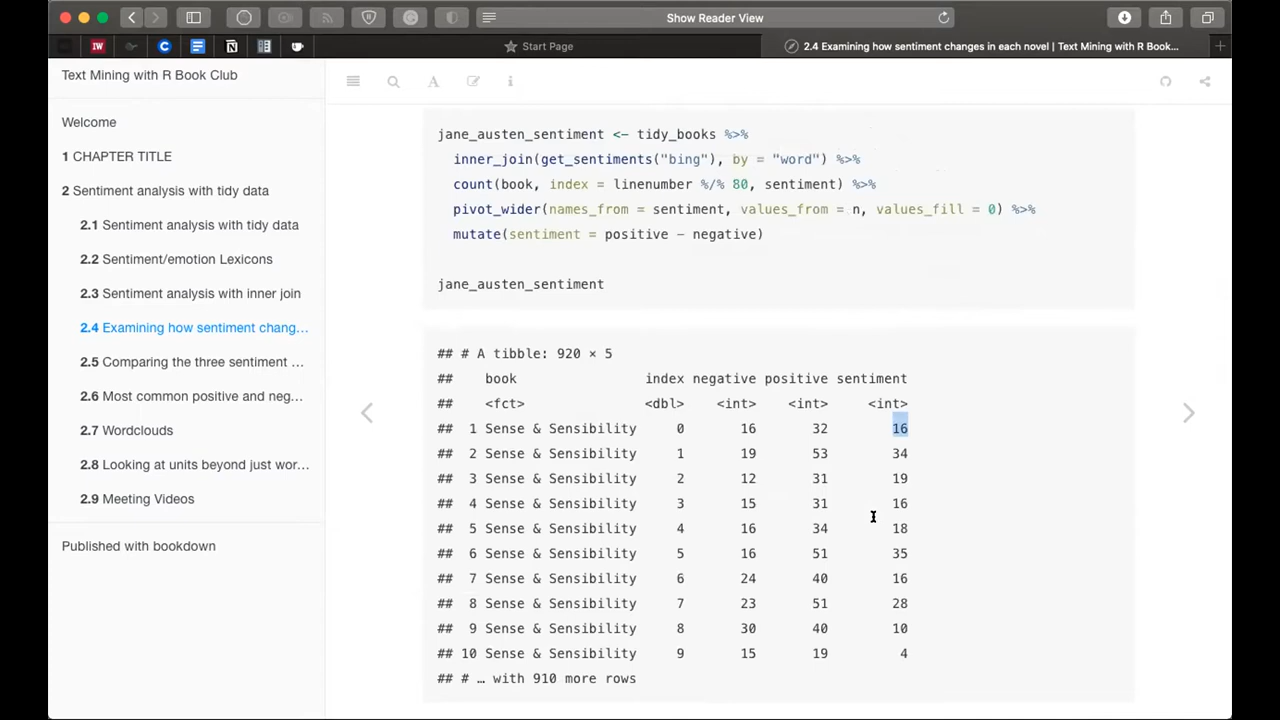 Show Reader View
IW
Start Page
2.4 Examining how sentiment changes in each novel | Text Mining with R Book...
Text Mining with R Book Club
Welcome
1 CHAPTER TITLE
2 Sentiment analysis with tidy data
2.1 Sentiment analysis with tidy data
2.2 Sentiment/emotion Lexicons
2.3 Sentiment analysis with inner join
2.4 Examining how sentiment chang...
2.5 Comparing the three sentiment ...
2.6 Most common positive and neg...
2.7 Wordclouds
2.8 Looking at units beyond just wor...
2.9 Meeting Videos
Published with bookdown
jane_austen_sentiment <- tidy_books %>%
inner_join(get_sentiments("bing"), by = "word") %>%
count(book, index = linenumber %/% 80, sentiment) %>%
pivot_wider(names_from = sentiment, values_from = n, values_fill = 0) %>%
mutate(sentiment = positive - negative)
jane_austen_sentiment
## # A tibble: 920 × 5
## book index negative positive sentiment
## <fct> <dbl> <int> <int> <int>
## 1 Sense & Sensibility 0 16 32 16
## 2 Sense & Sensibility 1 19 53 34
## 3 Sense & Sensibility 2 12 31 19
## 4 Sense & Sensibility 3 15 31 16
## 5 Sense & Sensibility 4 16 34 18
## 6 Sense & Sensibility 5 16 51 35
## 7 Sense & Sensibility 6 24 40 16
## 8 Sense & Sensibility 7 23 51 28
## 9 Sense & Sensibility 8 30 40 10
## 10 Sense & Sensibility 9 15 19 4
## # … with 910 more rows